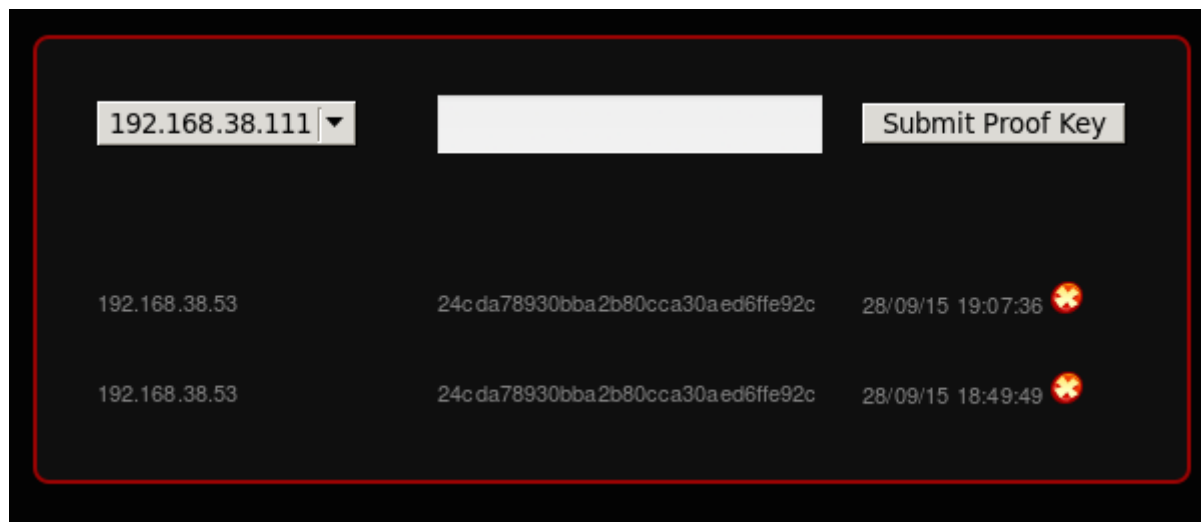 192.168.38.111 Submit Proof Key
192.168.38.53 24cda78930bba2b80cca30aed6ffe92c 28/09/15 19:07:36
192.168.38.53 24cda78930bba2b80cca30aed6ffe92c 28/09/15 18:49:49